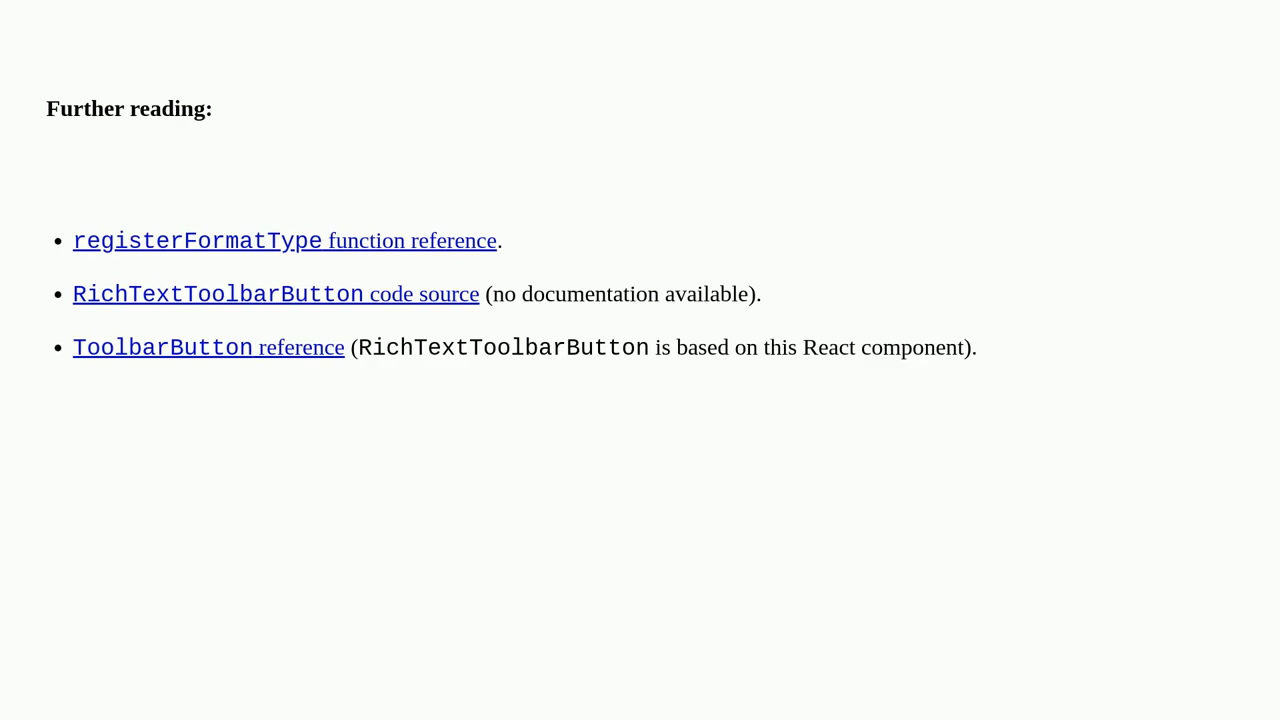 Further reading:
• registerFormatType function reference.
• RichTextToolbarButton code source (no documentation available).
• ToolbarButton reference (RichTextToolbarButton is based on this React component).